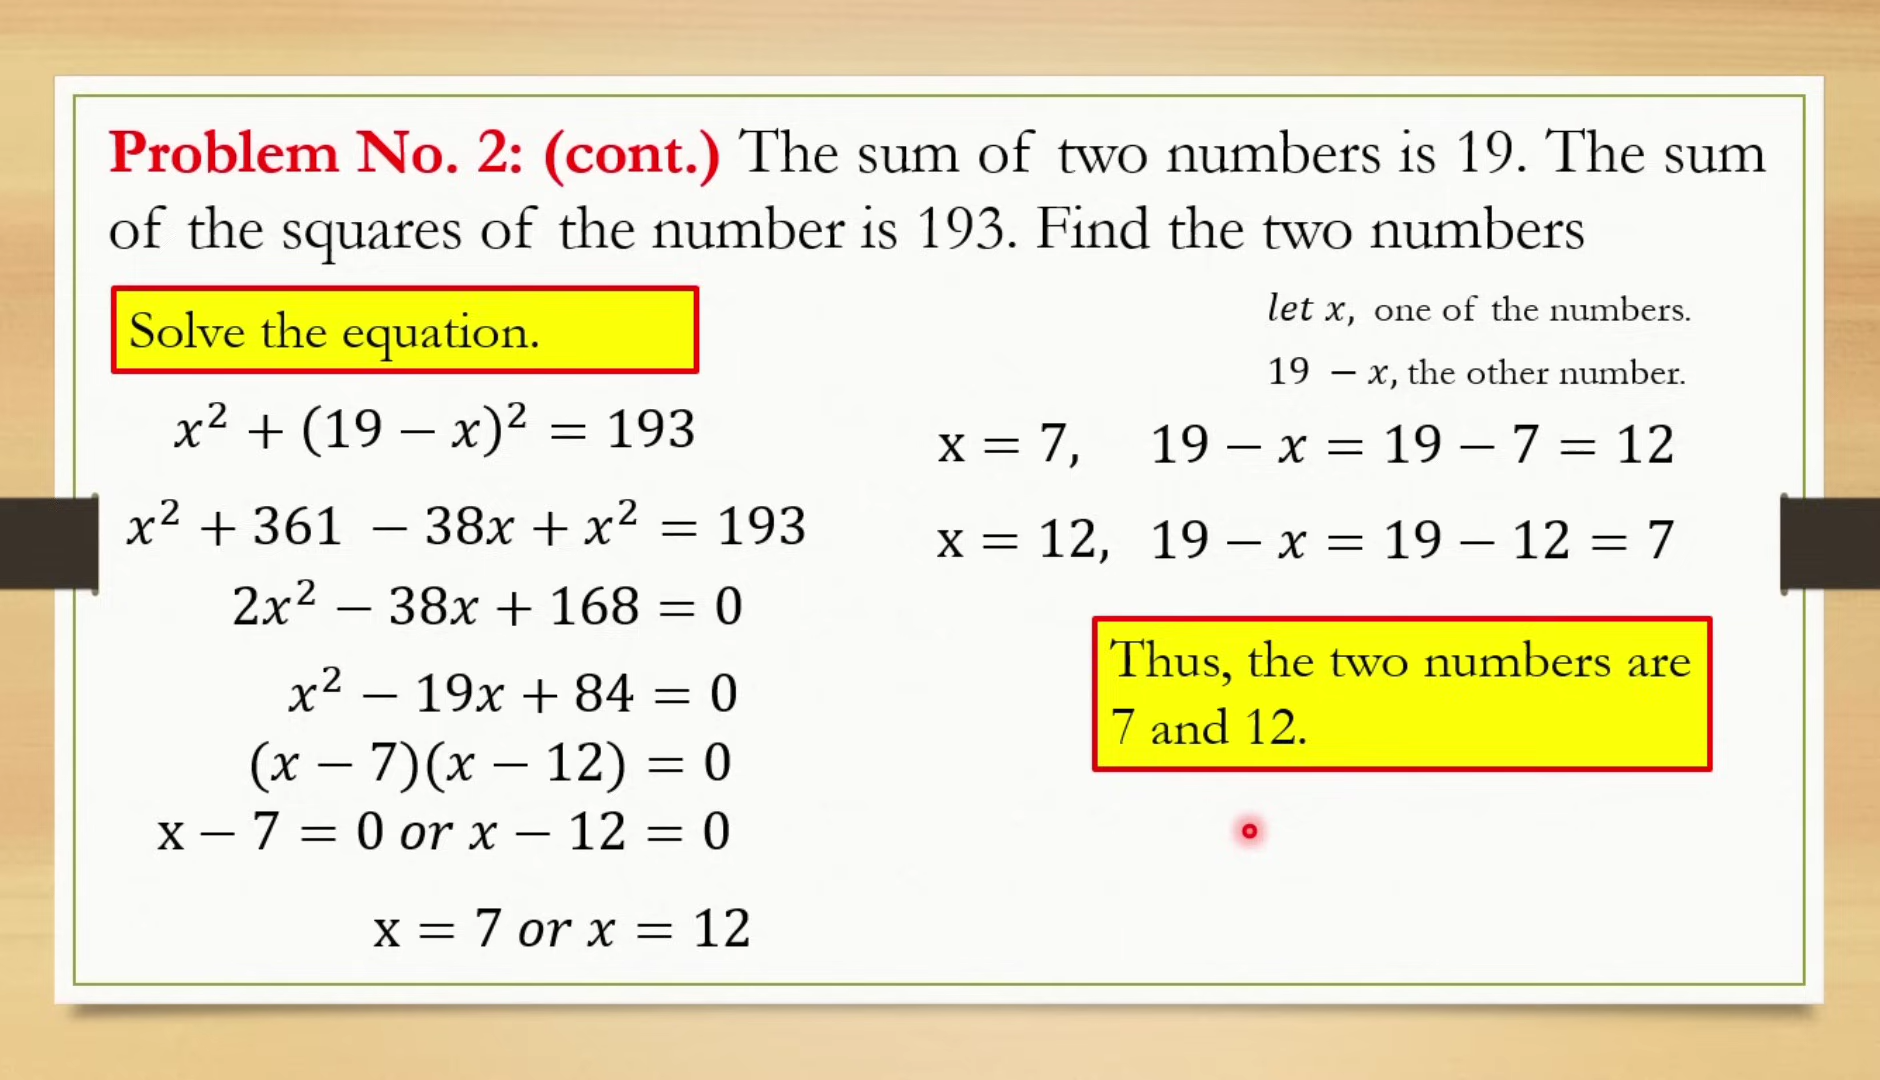 Problem No. 2: (cont.) The sum of two numbers is 19. The sum
of the squares of the number is 193. Find the two numbers
Solve the equation.
x² + (19 − x)² = 193
x² + 361 − 38x + x² = 193
2x² − 38x + 168 = 0
x² − 19x + 84 = 0
(x − 7)(x − 12) = 0
x − 7 = 0 or x − 12 = 0
x = 7 or x = 12
let x, one of the numbers.
19 − x, the other number.
x = 7, 19 − x = 19 − 7 = 12
x = 12, 19 − x = 19 − 12 = 7
Thus, the two numbers are
7 and 12.